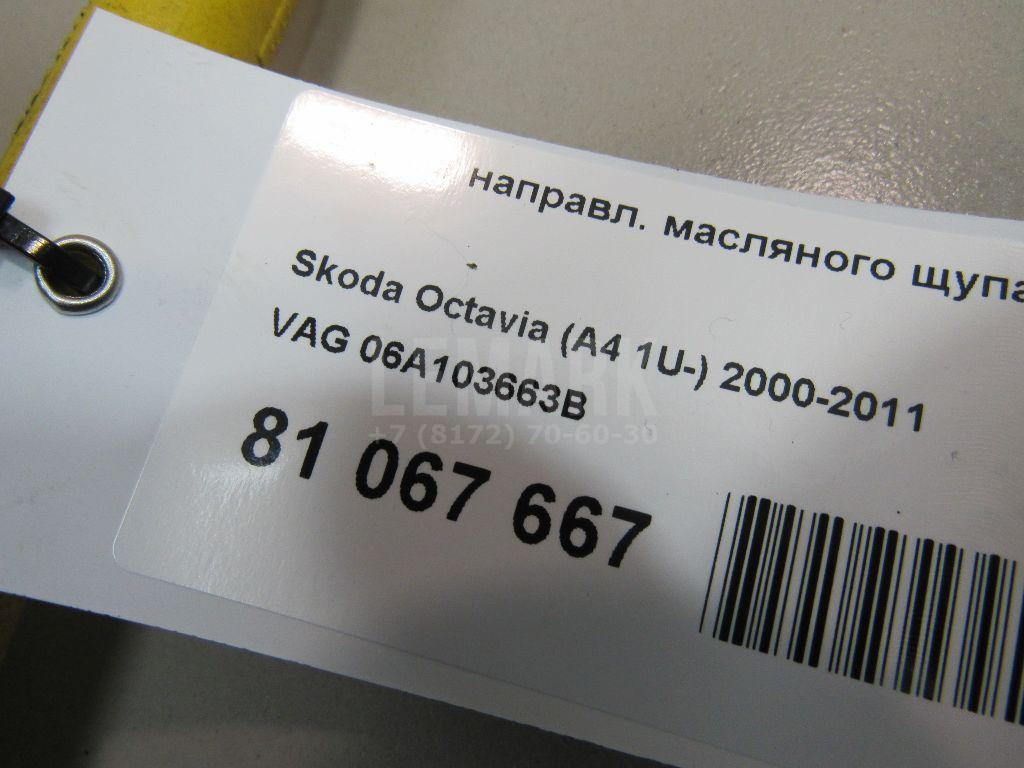 направл. масляного щупа
Skoda Octavia (A4 1U-) 2000-2011
VAG 06A103663B
LEMARK
+7 (8172) 70-60-30
81 067 667